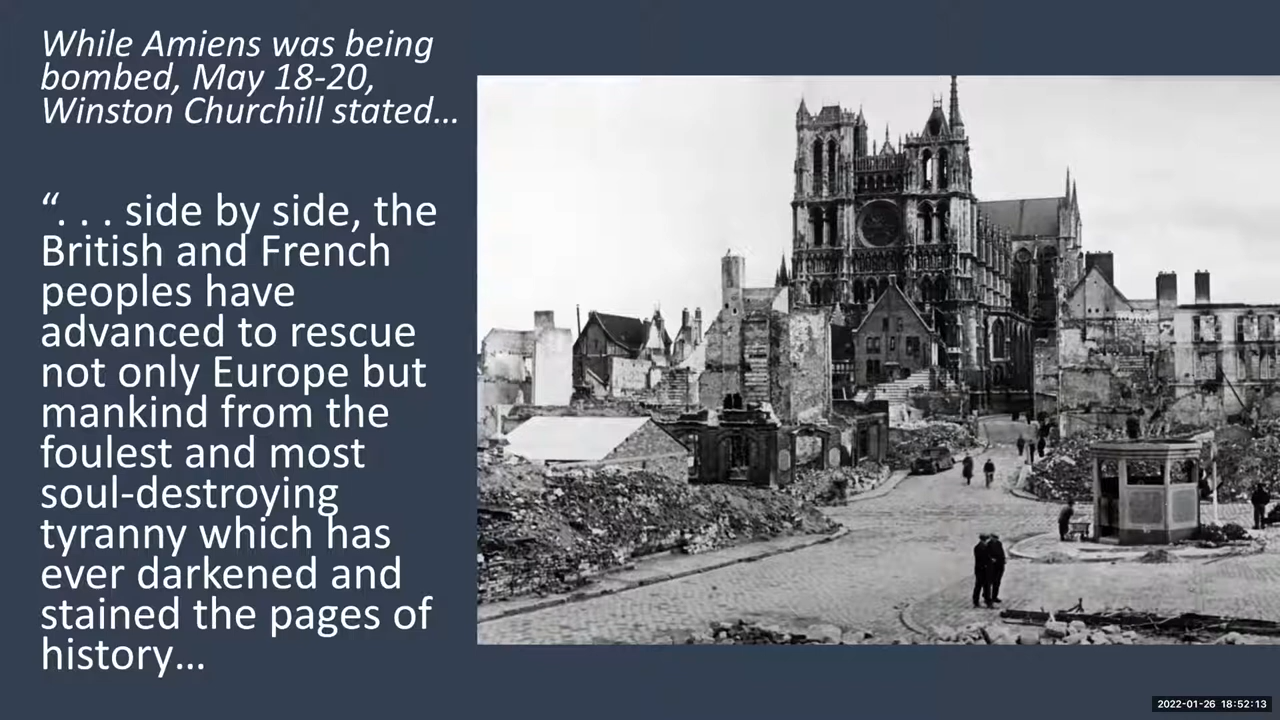 While Amiens was being
bombed, May 18-20,
Winston Churchill stated…
“. . . side by side, the
British and French
peoples have
advanced to rescue
not only Europe but
mankind from the
foulest and most
soul-destroying
tyranny which has
ever darkened and
stained the pages of
history…
2022-01-26 18:52:13